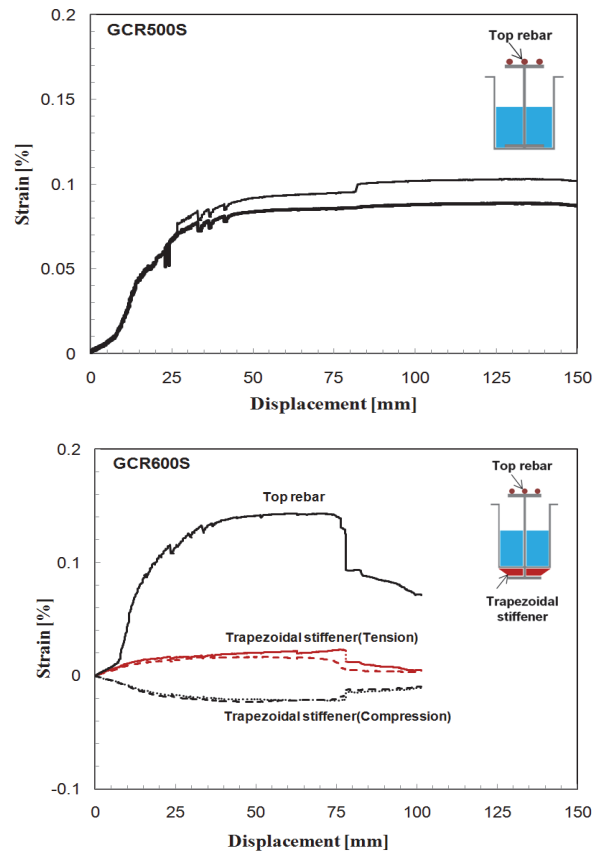 GCR500S
Top rebar
0.2
0.15
0.1
0.05
0
Strain [%]
0 25 50 75 100 125 150
Displacement [mm]
GCR600S
Top rebar
Trapezoidal
stiffener
Top rebar
Trapezoidal stiffener(Tension)
Trapezoidal stiffener(Compression)
0.2
0.1
0
-0.1
Strain [%]
0 25 50 75 100 125 150
Displacement [mm]